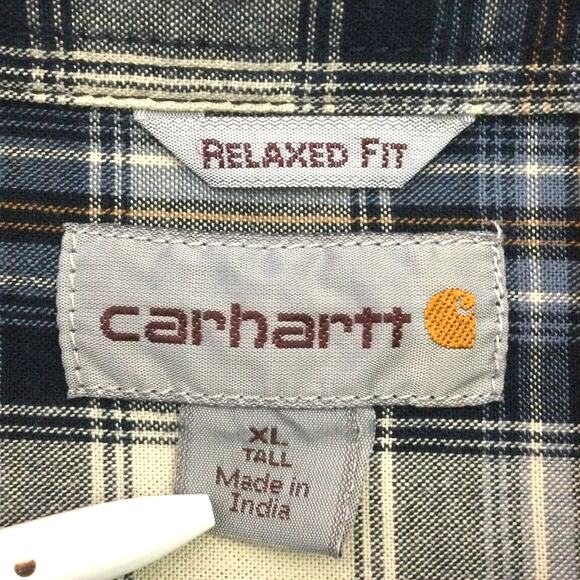 RELAXED FIT
carhartt
XL
TALL
Made in
India